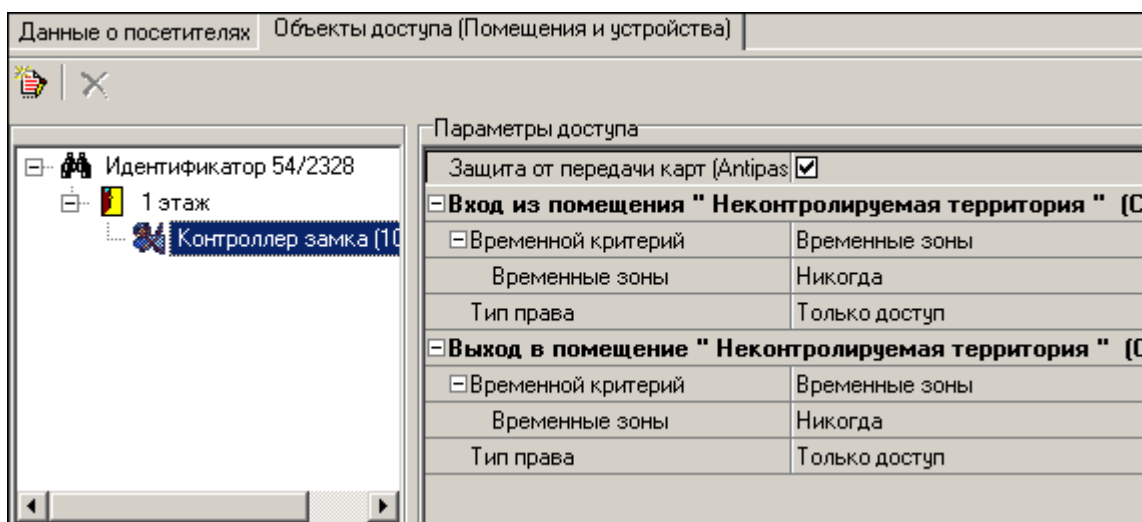 Данные о посетителях Объекты доступа (Помещения и устройства)
Параметры доступа
Идентификатор 54/2328
1 этаж
Контроллер замка (10
Защита от передачи карт (Antipas
Вход из помещения " Неконтролируемая территория " (С
Временной критерий Временные зоны
Временные зоны Никогда
Тип права Только доступ
Выход в помещение " Неконтролируемая территория " (С
Временной критерий Временные зоны
Временные зоны Никогда
Тип права Только доступ